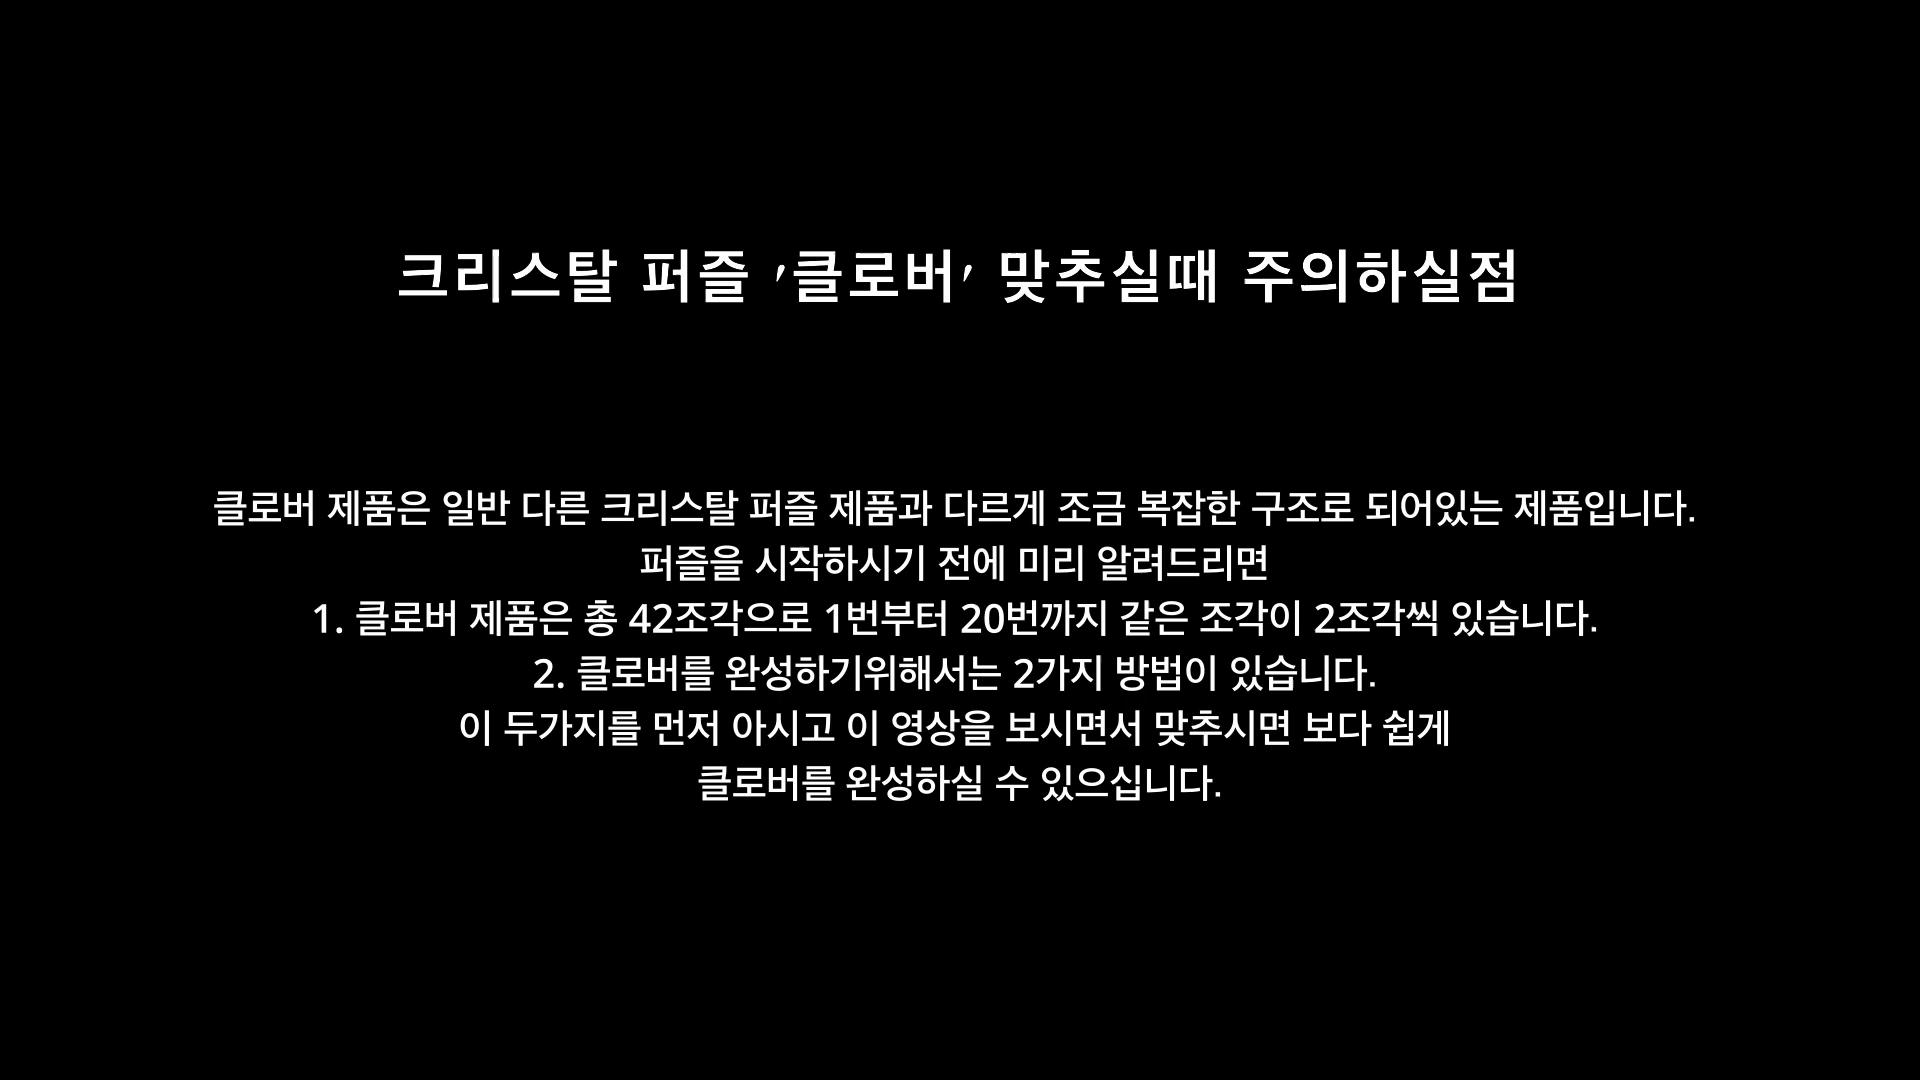 크리스탈 퍼즐 '클로버' 맞추실때 주의하실점
클로버 제품은 일반 다른 크리스탈 퍼즐 제품과 다르게 조금 복잡한 구조로 되어있는 제품입니다.
퍼즐을 시작하시기 전에 미리 알려드리면
1. 클로버 제품은 총 42조각으로 1번부터 20번까지 같은 조각이 2조각씩 있습니다.
2. 클로버를 완성하기위해서는 2가지 방법이 있습니다.
이 두가지를 먼저 아시고 이 영상을 보시면서 맞추시면 보다 쉽게
클로버를 완성하실 수 있으십니다.